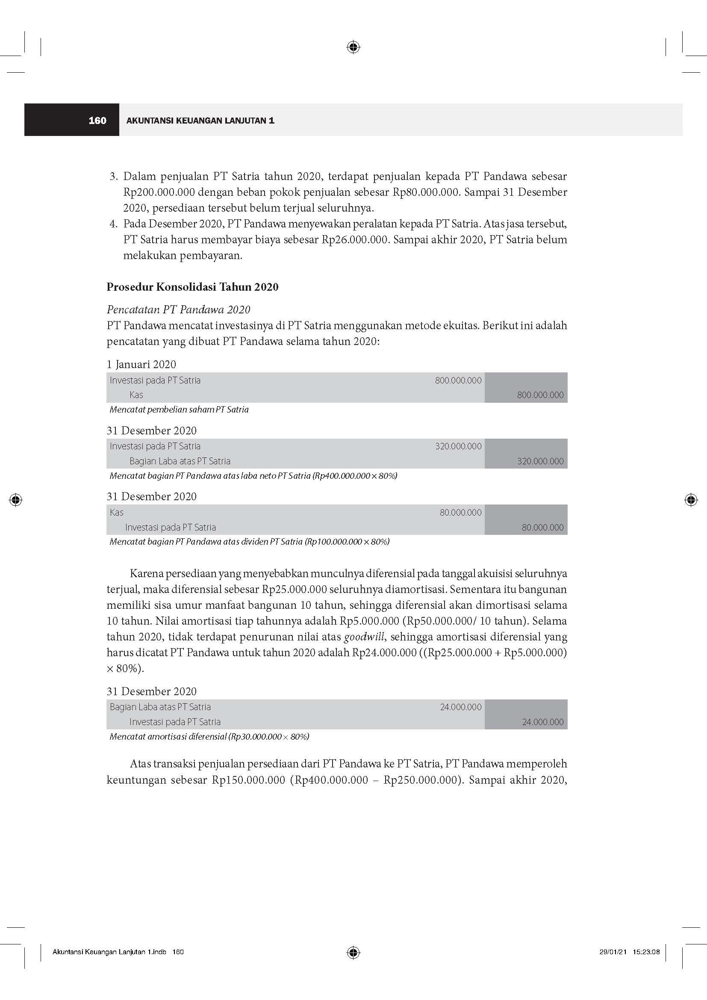 160 AKUNTANSI KEUANGAN LANJUTAN 1
3. Dalam penjualan PT Satria tahun 2020, terdapat penjualan kepada PT Pandawa sebesar
Rp200.000.000 dengan beban pokok penjualan sebesar Rp80.000.000. Sampai 31 Desember
2020, persediaan tersebut belum terjual seluruhnya.
4. Pada Desember 2020, PT Pandawa menyewakan peralatan kepada PT Satria. Atas jasa tersebut,
PT Satria harus membayar biaya sebesar Rp26.000.000. Sampai akhir 2020, PT Satria belum
melakukan pembayaran.
Prosedur Konsolidasi Tahun 2020
Pencatatan PT Pandawa 2020
PT Pandawa mencatat investasinya di PT Satria menggunakan metode ekuitas. Berikut ini adalah
pencatatan yang dibuat PT Pandawa selama tahun 2020:
1 Januari 2020
Investasi pada PT Satria 800.000.000
Kas 800.000.000
Mencatat pembelian saham PT Satria
31 Desember 2020
Investasi pada PT Satria 320.000.000
Bagian Laba atas PT Satria 320.000.000
Mencatat bagian PT Pandawa atas laba neto PT Satria (Rp400.000.000 × 80%)
31 Desember 2020
Kas 80.000.000
Investasi pada PT Satria 80.000.000
Mencatat bagian PT Pandawa atas dividen PT Satria (Rp100.000.000 × 80%)
Karena persediaan yang menyebabkan munculnya diferensial pada tanggal akuisisi seluruhnya
terjual, maka diferensial sebesar Rp25.000.000 seluruhnya diamortisasi. Sementara itu bangunan
memiliki sisa umur manfaat bangunan 10 tahun, sehingga diferensial akan dimortisasi selama
10 tahun. Nilai amortisasi tiap tahunnya adalah Rp5.000.000 (Rp50.000.000/ 10 tahun). Selama
tahun 2020, tidak terdapat penurunan nilai atas goodwill, sehingga amortisasi diferensial yang
harus dicatat PT Pandawa untuk tahun 2020 adalah Rp24.000.000 ((Rp25.000.000 + Rp5.000.000)
× 80%).
31 Desember 2020
Bagian Laba atas PT Satria 24.000.000
Investasi pada PT Satria 24.000.000
Mencatat amortisasi diferensial (Rp30.000.000 × 80%)
Atas transaksi penjualan persediaan dari PT Pandawa ke PT Satria, PT Pandawa memperoleh
keuntungan sebesar Rp150.000.000 (Rp400.000.000 – Rp250.000.000). Sampai akhir 2020,
Akuntansi Keuangan Lanjutan 1.indb 160 29/01/21 15:23:08